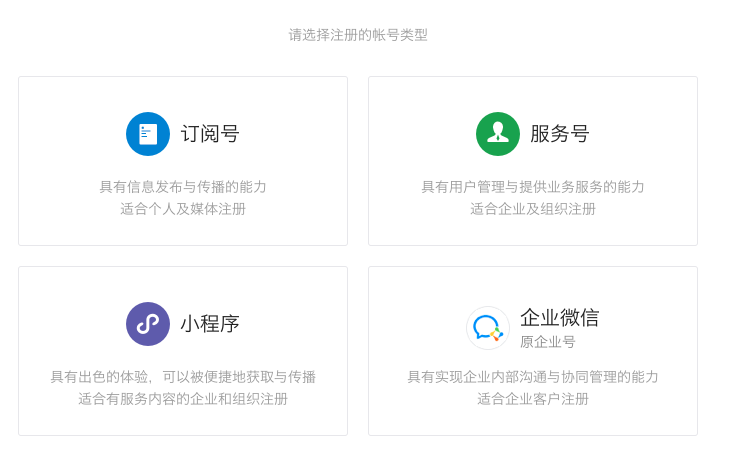 请选择注册的帐号类型
订阅号
具有信息发布与传播的能力
适合个人及媒体注册
服务号
具有用户管理与提供业务服务的能力
适合企业及组织注册
小程序
具有出色的体验，可以被便捷地获取与传播
适合有服务内容的企业和组织注册
企业微信
原企业号
具有实现企业内部沟通与协同管理的能力
适合企业客户注册